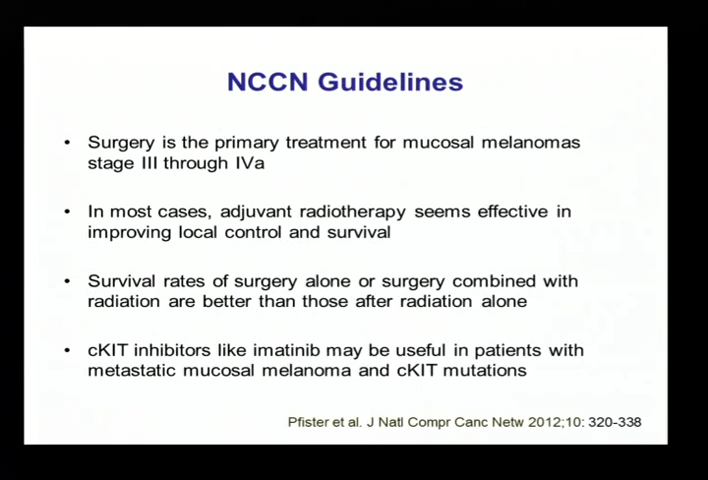 NCCN Guidelines
• Surgery is the primary treatment for mucosal melanomas
stage III through IVa
• In most cases, adjuvant radiotherapy seems effective in
improving local control and survival
• Survival rates of surgery alone or surgery combined with
radiation are better than those after radiation alone
• cKIT inhibitors like imatinib may be useful in patients with
metastatic mucosal melanoma and cKIT mutations
Pfister et al. J Natl Compr Canc Netw 2012;10: 320-338